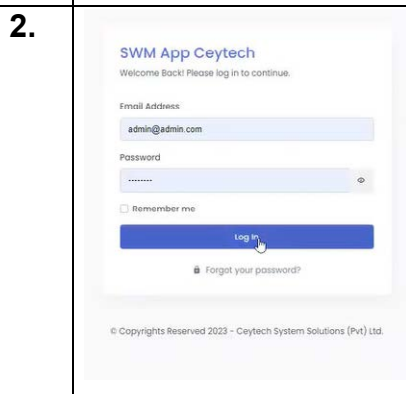 2.
SWM App Ceytech
Welcome Back! Please log in to continue.
Email Address
admin@admin.com
Password
........
Remember me
Log In
Forgot your password?
© Copyrights Reserved 2023 - Ceytech System Solutions (Pvt) Ltd.